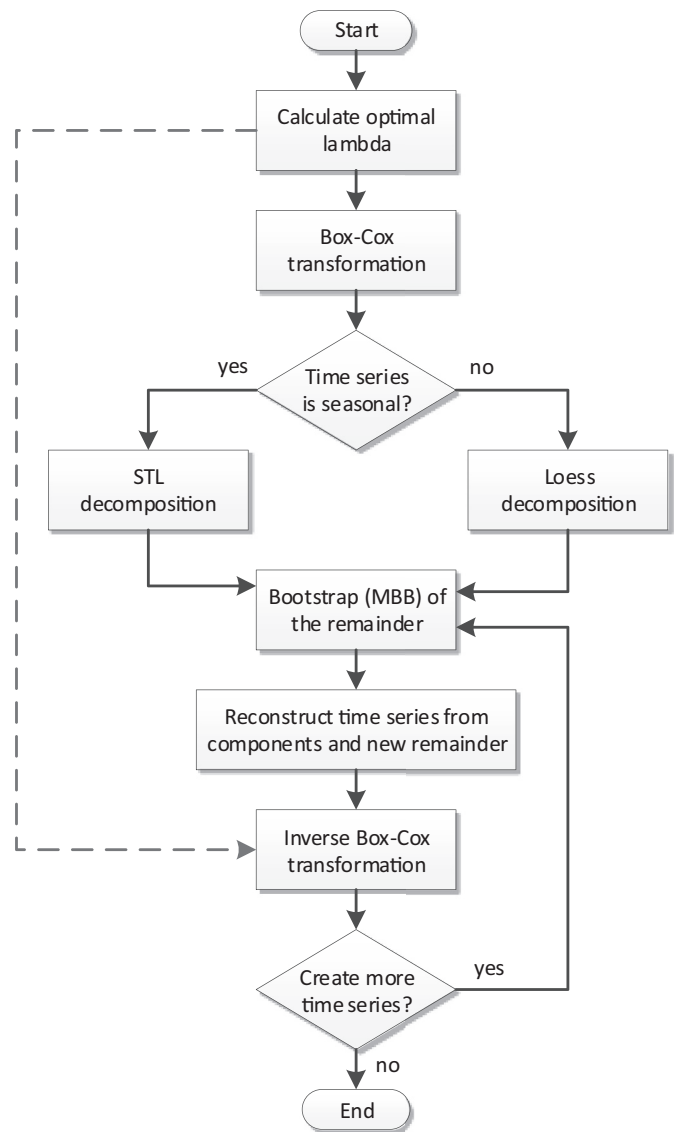 Start
Calculate optimal
lambda
Box-Cox
transformation
yes
Time series
is seasonal?
no
STL
decomposition
Loess
decomposition
Bootstrap (MBB) of
the remainder
Reconstruct time series from
components and new remainder
Inverse Box-Cox
transformation
Create more
time series?
yes
no
End